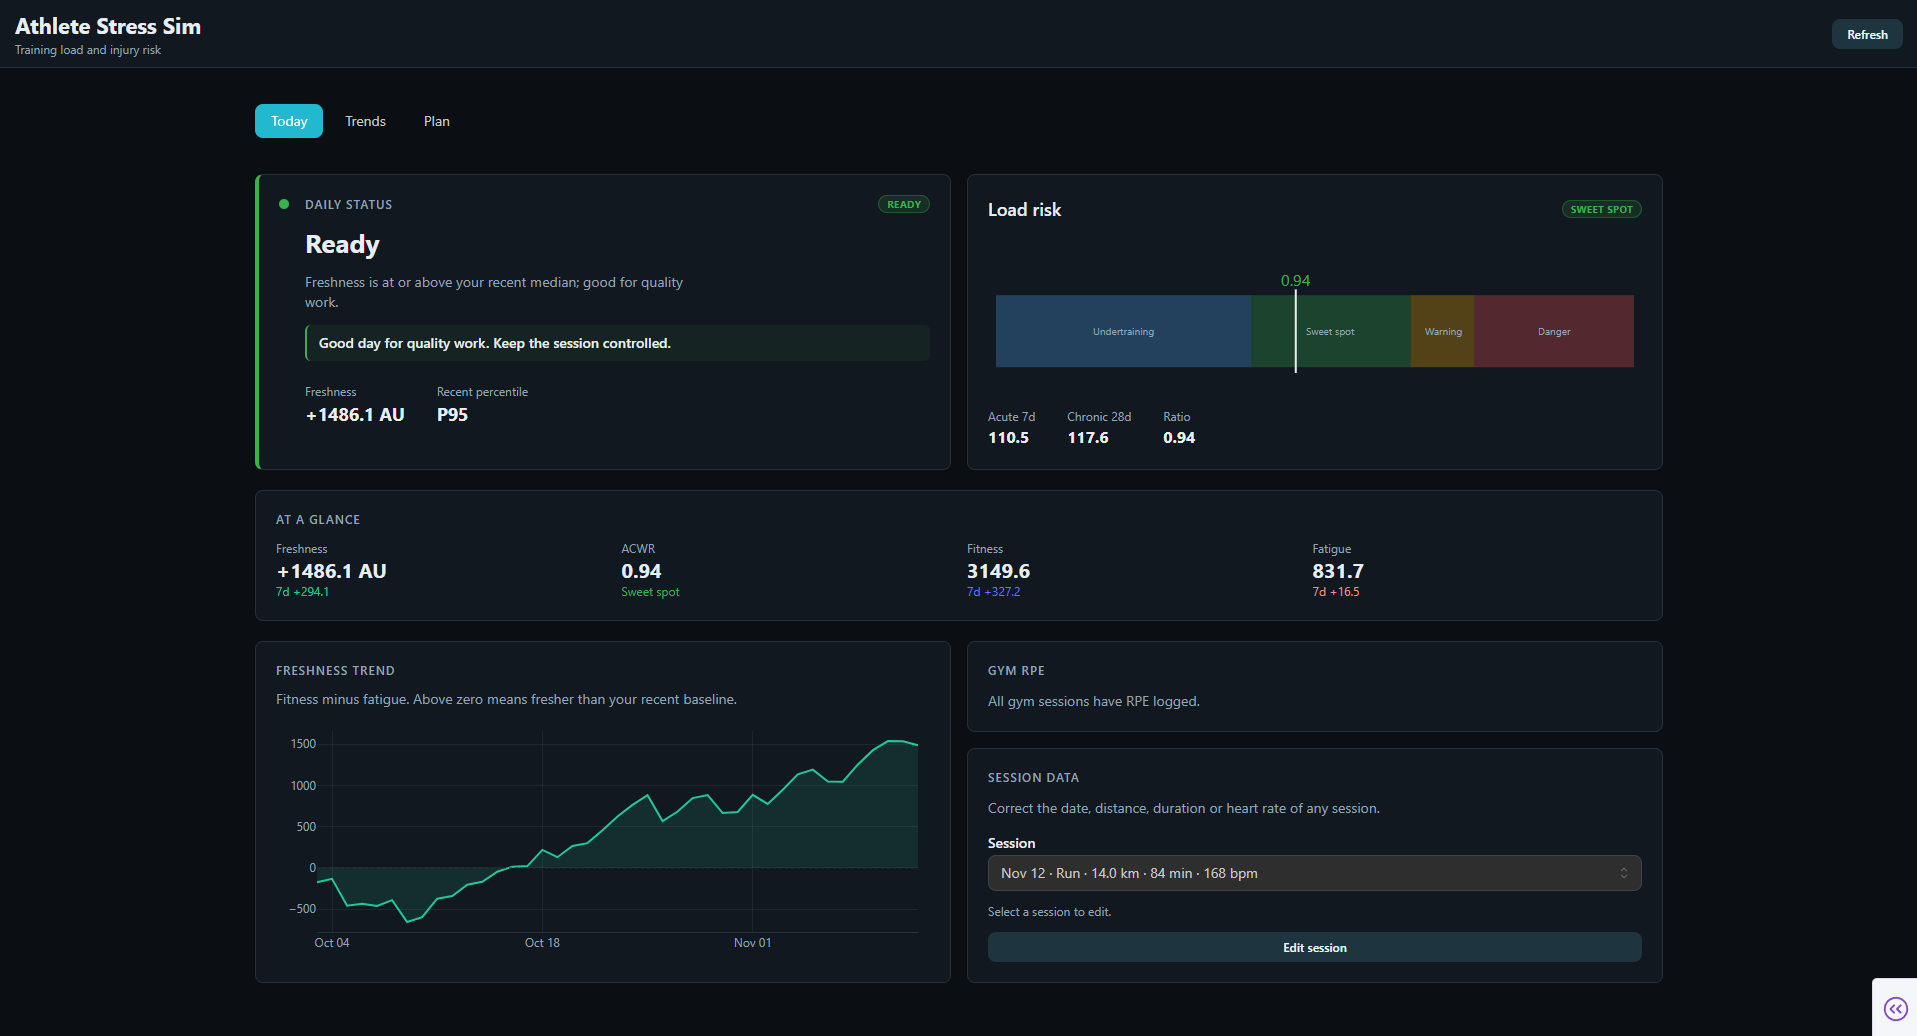 Athlete Stress Sim
Training load and injury risk
Refresh
Today
Trends
Plan
DAILY STATUS
READY
Ready
Freshness is at or above your recent median; good for quality
work.
Good day for quality work. Keep the session controlled.
Freshness
Recent percentile
+1486.1 AU
P95
Load risk
SWEET SPOT
0.94
Undertraining
Sweet spot
Warning
Danger
Acute 7d
Chronic 28d
Ratio
110.5
117.6
0.94
AT A GLANCE
Freshness
+1486.1 AU
7d +294.1
ACWR
0.94
Sweet spot
Fitness
3149.6
7d +327.2
Fatigue
831.7
7d +16.5
FRESHNESS TREND
Fitness minus fatigue. Above zero means fresher than your recent baseline.
1500
1000
500
0
−500
Oct 04
Oct 18
Nov 01
GYM RPE
All gym sessions have RPE logged.
SESSION DATA
Correct the date, distance, duration or heart rate of any session.
Session
Nov 12 · Run · 14.0 km · 84 min · 168 bpm
Select a session to edit.
Edit session